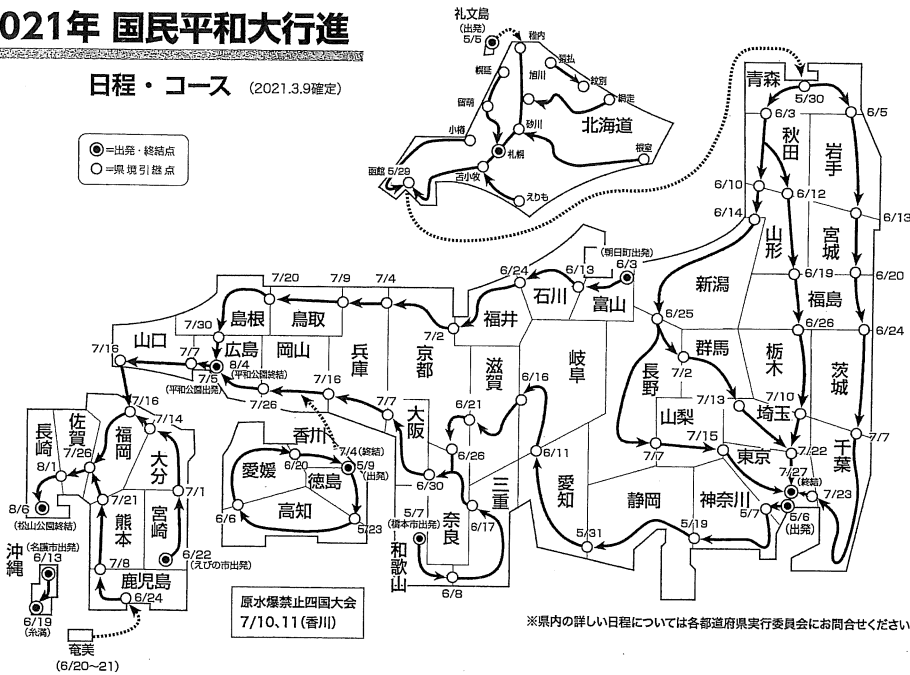 021年 国民平和大行進
日程・コース (2021.3.9確定)
=出発・終結点
=県境引継点
礼文島
(出発)
5/5
稚内
幌延
旭川
紋別
網走
留萌
小樽
砂川
北海道
札幌
根室
函館 5/29
苫小牧
えりも
青森
5/30
6/3
6/5
秋田
岩手
6/10
6/12
6/14
6/13
山形
宮城
6/19
6/20
新潟
福島
6/25
6/26
6/24
群馬
栃木
茨城
7/2
長野
7/13
7/10
埼玉
山梨
7/15
7/7
東京
7/22
千葉
7/7
7/27
(終結)
7/23
神奈川
5/7
5/6
(出発)
静岡
5/19
5/31
(朝日町出発)
6/3
6/13
6/24
石川
富山
福井
7/2
岐阜
滋賀
6/16
6/21
6/11
愛知
三重
6/26
6/17
京都
大阪
7/7
6/30
奈良
5/7
(橋本市出発)
和歌山
6/8
7/20
7/9
7/4
島根
鳥取
兵庫
山口
7/30
広島
岡山
7/16
7/7
8/4
(平和公園終結)
7/5
(平和公園出発)
7/26
7/16
香川
7/4(終結)
愛媛
6/20
徳島
5/9
(出発)
高知
6/6
5/23
7/16
佐賀
長崎
福岡
7/14
7/26
大分
8/1
8/6
(松山公園終結)
7/21
7/1
熊本
宮崎
6/22
(えびの市出発)
7/8
鹿児島
6/24
沖縄
(名護市出発)
6/13
6/19
(糸満)
奄美
(6/20~21)
原水爆禁止四国大会
7/10、11(香川)
※県内の詳しい日程については各都道府県実行委員会にお問合せください